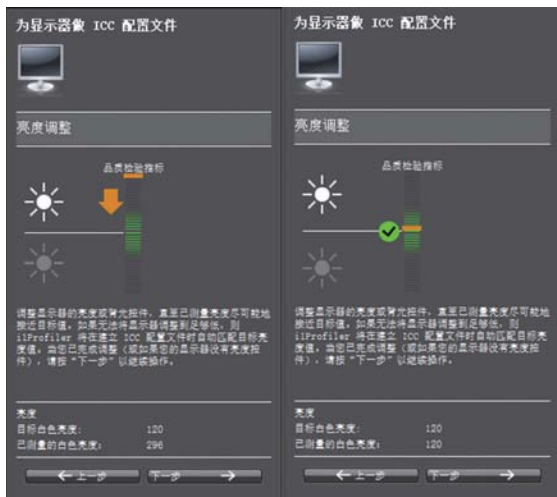 为显示器做 ICC 配置文件
亮度调整
品质检验指标
调整显示器的亮度或背光控件，直至已测量亮度尽可能地
接近目标值。如果无法将显示器调整到足够低，则
i1Profiler 将在建立 ICC 配置文件时自动匹配目标亮
度值。当您已完成调整（或如果您的显示器没有亮度控
件），请按“下一步”以继续操作。
亮度
目标白色亮度: 120
已测量的白色亮度: 296
← 上一步 下一步 →
为显示器做 ICC 配置文件
亮度调整
品质检验指标
调整显示器的亮度或背光控件，直至已测量亮度尽可能地
接近目标值。如果无法将显示器调整到足够低，则
i1Profiler 将在建立 ICC 配置文件时自动匹配目标亮
度值。当您已完成调整（或如果您的显示器没有亮度控
件），请按“下一步”以继续操作。
亮度
目标白色亮度: 120
已测量的白色亮度: 120
← 上一步 下一步 →